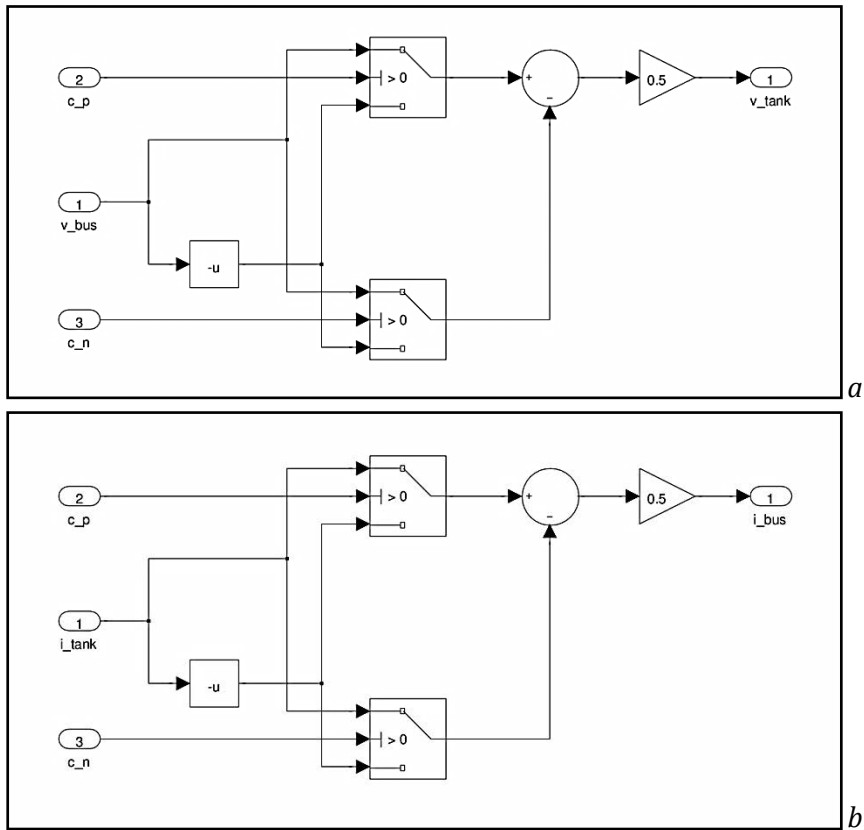 2
c_p
> 0
+
−
0.5
1
v_tank
1
v_bus
-u
3
c_n
> 0
a
2
c_p
> 0
+
−
0.5
1
i_bus
1
i_tank
-u
3
c_n
> 0
b